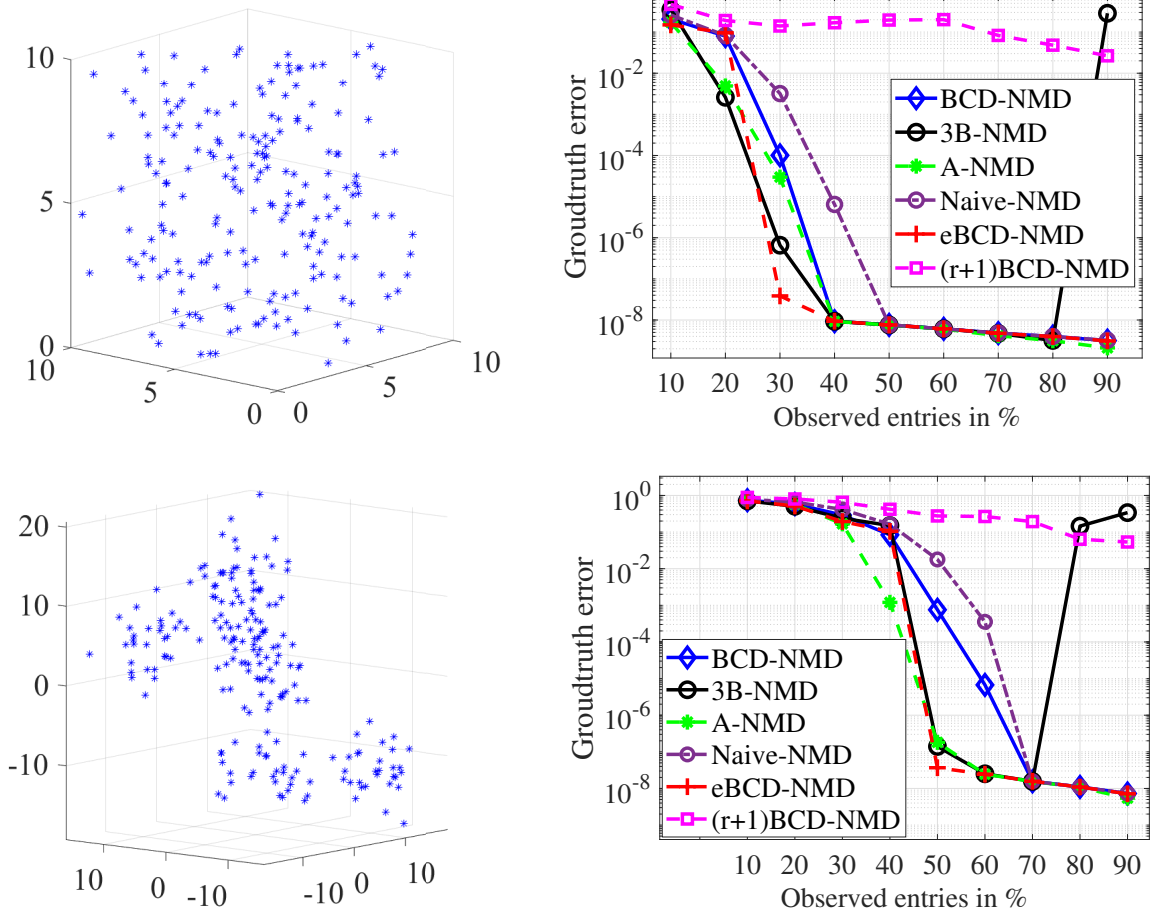 10
5
0
10
5
0
0
5
10
Groudtruth error
10^-2
10^-4
10^-6
10^-8
BCD-NMD
3B-NMD
A-NMD
Naive-NMD
eBCD-NMD
(r+1)BCD-NMD
10 20 30 40 50 60 70 80 90
Observed entries in %
20
10
0
-10
10
0
-10
-10
0
10
Groudtruth error
10^0
10^-2
10^-4
10^-6
10^-8
BCD-NMD
3B-NMD
A-NMD
Naive-NMD
eBCD-NMD
(r+1)BCD-NMD
10 20 30 40 50 60 70 80 90
Observed entries in %